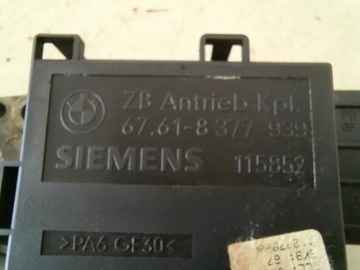 ZB Antrieb Kpl.
67.61-8 377 939
SIEMENS 115852
>PA6-GF30<